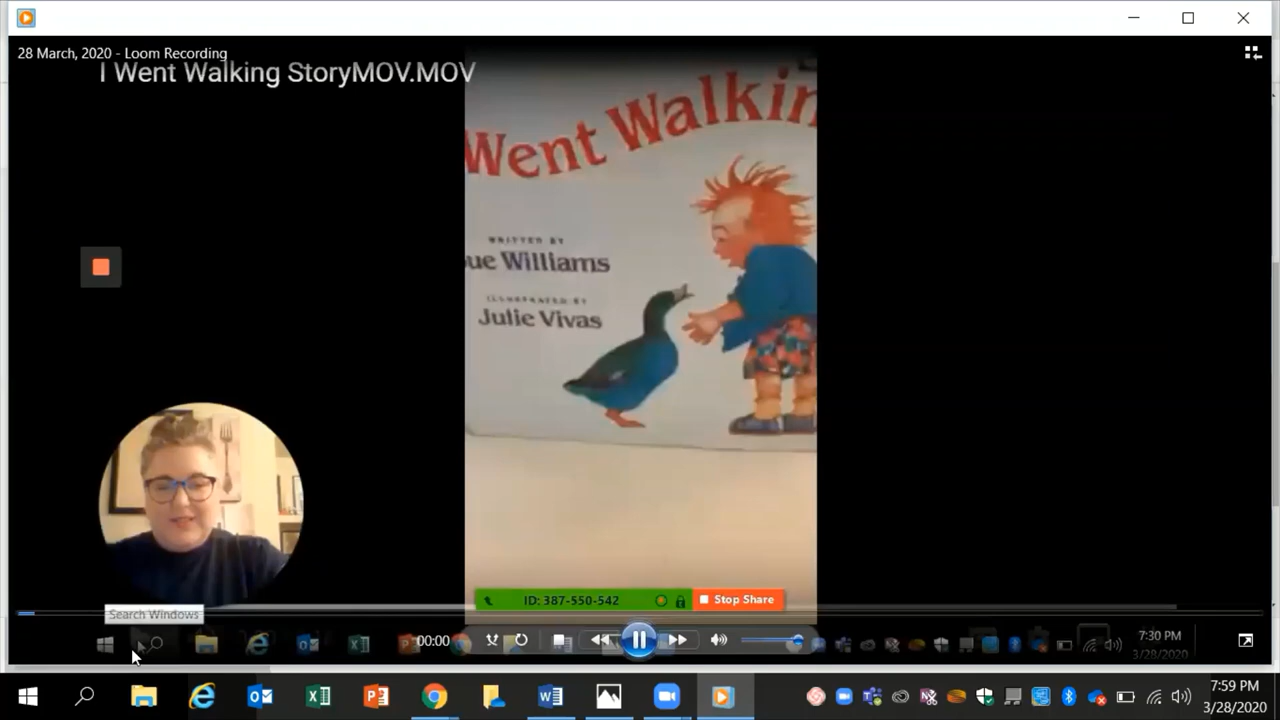 28 March, 2020 - Loom Recording
I Went Walking StoryMOV.MOV
Went Walkin
WRITTEN BY
ue Williams
ILLUSTRATED BY
Julie Vivas
ID: 387-550-542
Stop Share
Search Windows
00:00
7:30 PM
3/28/2020
7:59 PM
3/28/2020